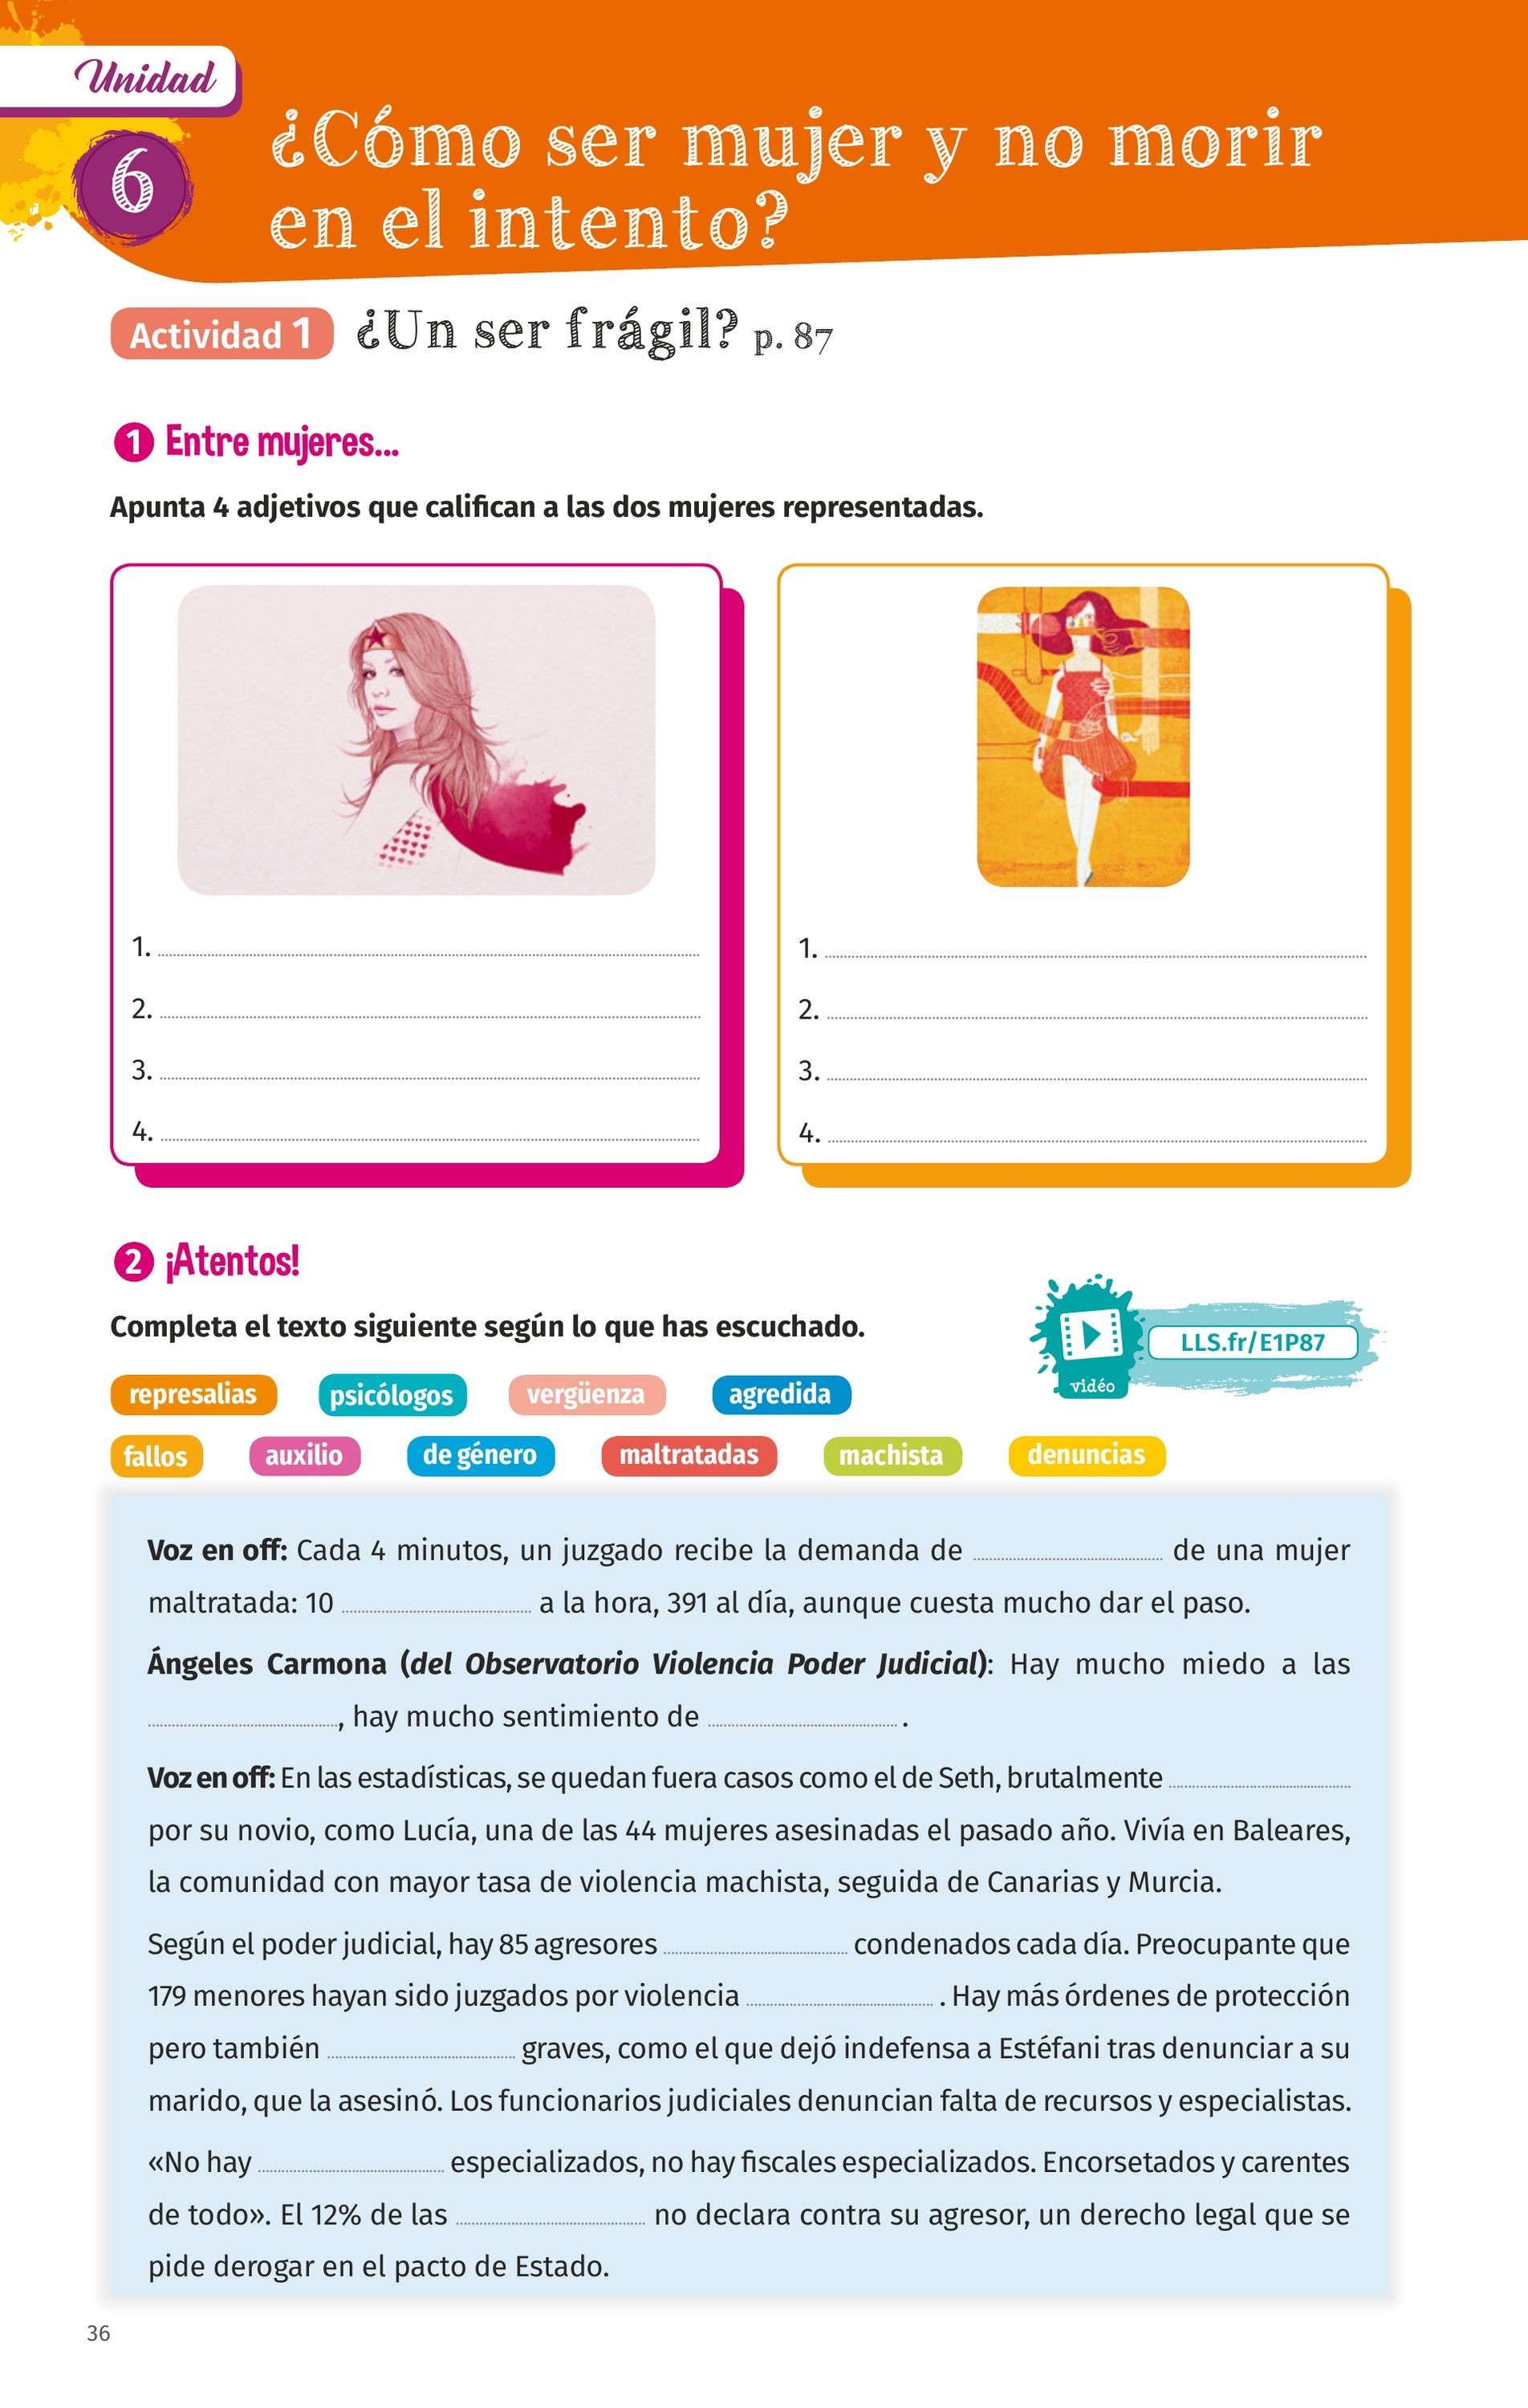 Unidad
6
¿Cómo ser mujer y no morir
en el intento?
Actividad 1 ¿Un ser frágil? p. 87
1 Entre mujeres...
Apunta 4 adjetivos que califican a las dos mujeres representadas.
1. 
2. 
3. 
4. 
1. 
2. 
3. 
4. 
2 ¡Atentos!
Completa el texto siguiente según lo que has escuchado.
vidéo
LLS.fr/E1P87
represalias psicólogos vergüenza agredida
fallos auxilio de género maltratadas machista denuncias
Voz en off: Cada 4 minutos, un juzgado recibe la demanda de ............ de una mujer
maltratada: 10 ............ a la hora, 391 al día, aunque cuesta mucho dar el paso.
Ángeles Carmona (del Observatorio Violencia Poder Judicial): Hay mucho miedo a las
............, hay mucho sentimiento de ............ .
Voz en off: En las estadísticas, se quedan fuera casos como el de Seth, brutalmente ............
por su novio, como Lucía, una de las 44 mujeres asesinadas el pasado año. Vivía en Baleares,
la comunidad con mayor tasa de violencia machista, seguida de Canarias y Murcia.
Según el poder judicial, hay 85 agresores ............ condenados cada día. Preocupante que
179 menores hayan sido juzgados por violencia ............ . Hay más órdenes de protección
pero también ............ graves, como el que dejó indefensa a Estéfani tras denunciar a su
marido, que la asesinó. Los funcionarios judiciales denuncian falta de recursos y especialistas.
«No hay ............ especializados, no hay fiscales especializados. Encorsetados y carentes
de todo». El 12% de las ............ no declara contra su agresor, un derecho legal que se
pide derogar en el pacto de Estado.
36